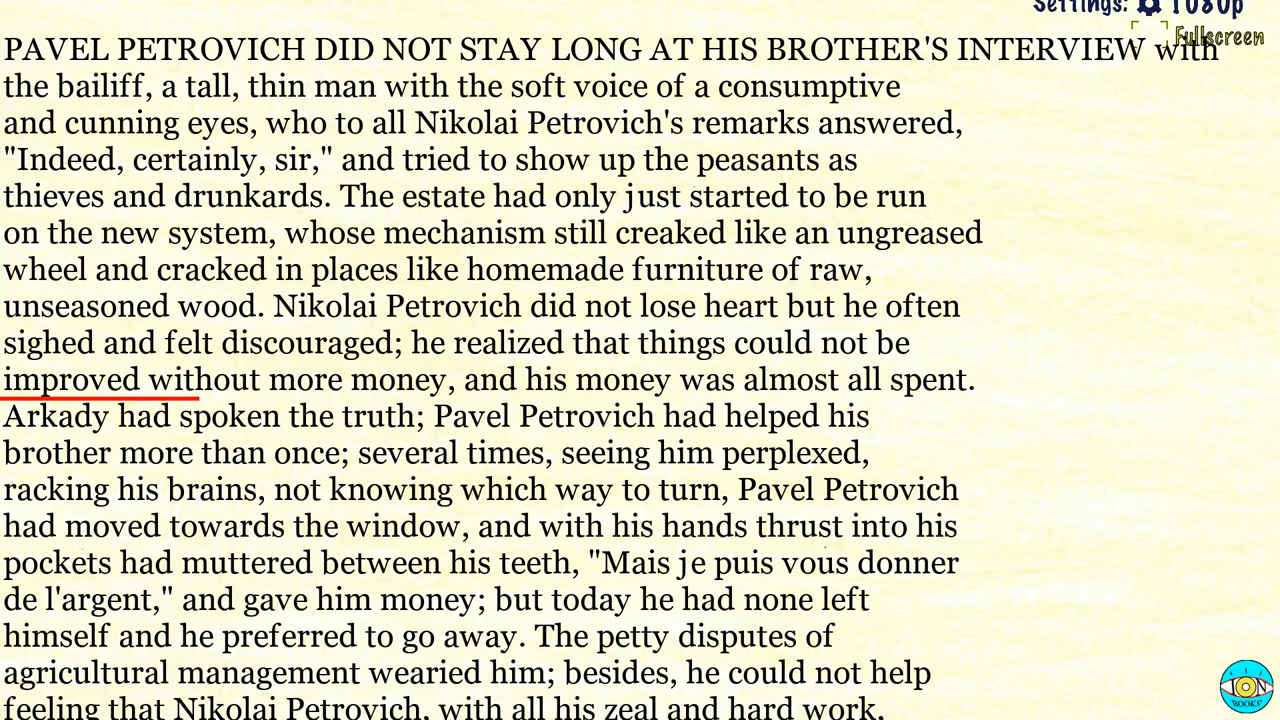 Settings: 1080p
Fullscreen
PAVEL PETROVICH DID NOT STAY LONG AT HIS BROTHER'S INTERVIEW with
the bailiff, a tall, thin man with the soft voice of a consumptive
and cunning eyes, who to all Nikolai Petrovich's remarks answered,
"Indeed, certainly, sir," and tried to show up the peasants as
thieves and drunkards. The estate had only just started to be run
on the new system, whose mechanism still creaked like an ungreased
wheel and cracked in places like homemade furniture of raw,
unseasoned wood. Nikolai Petrovich did not lose heart but he often
sighed and felt discouraged; he realized that things could not be
improved without more money, and his money was almost all spent.
Arkady had spoken the truth; Pavel Petrovich had helped his
brother more than once; several times, seeing him perplexed,
racking his brains, not knowing which way to turn, Pavel Petrovich
had moved towards the window, and with his hands thrust into his
pockets had muttered between his teeth, "Mais je puis vous donner
de l'argent," and gave him money; but today he had none left
himself and he preferred to go away. The petty disputes of
agricultural management wearied him; besides, he could not help
feeling that Nikolai Petrovich, with all his zeal and hard work,
ION
BOOKS